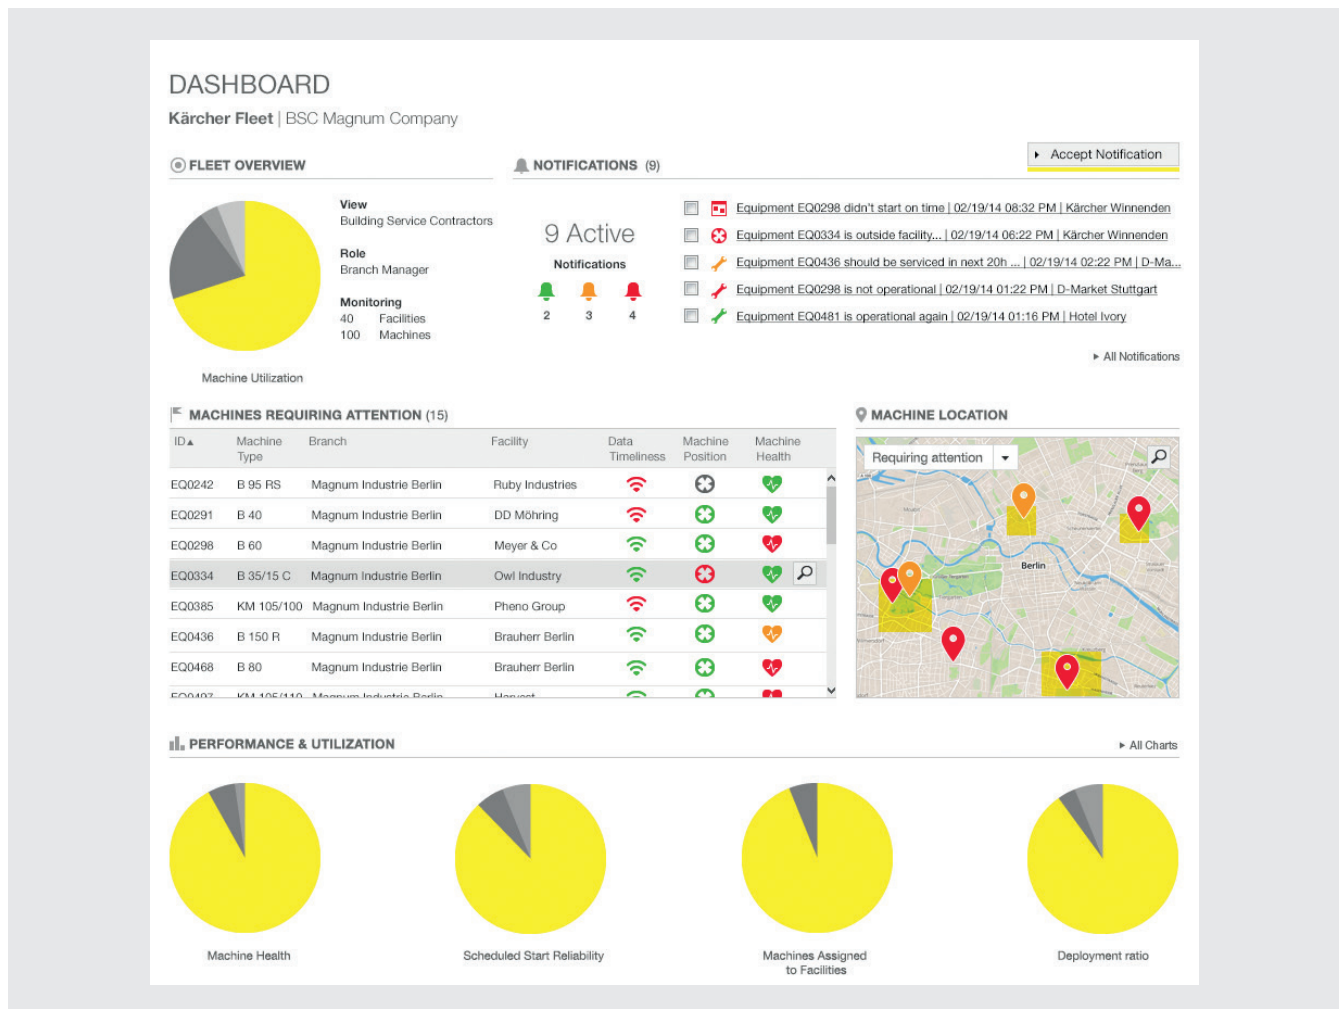 DASHBOARD
Kärcher Fleet | BSC Magnum Company
Accept Notification
FLEET OVERVIEW
View
Building Service Contractors
Role
Branch Manager
Monitoring
40 Facilities
100 Machines
Machine Utilization
NOTIFICATIONS (9)
9 Active
Notifications
2 3 4
Equipment EQ0298 didn't start on time | 02/19/14 08:32 PM | Kärcher Winnenden
Equipment EQ0334 is outside facility... | 02/19/14 06:22 PM | Kärcher Winnenden
Equipment EQ0436 should be serviced in next 20h ... | 02/19/14 02:22 PM | D-Ma...
Equipment EQ0298 is not operational | 02/19/14 01:22 PM | D-Market Stuttgart
Equipment EQ0481 is operational again | 02/19/14 01:16 PM | Hotel Ivory
All Notifications
MACHINES REQUIRING ATTENTION (15)
ID Machine Type Branch Facility Data Timeliness Machine Position Machine Health
EQ0242 B 95 RS Magnum Industrie Berlin Ruby Industries
EQ0291 B 40 Magnum Industrie Berlin DD Möhring
EQ0298 B 60 Magnum Industrie Berlin Meyer & Co
EQ0334 B 35/15 C Magnum Industrie Berlin Owl Industry
EQ0385 KM 105/100 Magnum Industrie Berlin Pheno Group
EQ0436 B 150 R Magnum Industrie Berlin Brauherr Berlin
EQ0468 B 80 Magnum Industrie Berlin Brauherr Berlin
EQ0497 KM 105/110 Magnum Industrie Berlin Harvest
MACHINE LOCATION
Requiring attention
Berlin
PERFORMANCE & UTILIZATION
All Charts
Machine Health
Scheduled Start Reliability
Machines Assigned
to Facilities
Deployment ratio